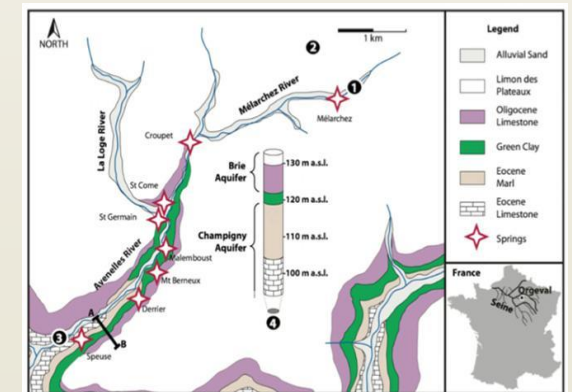 NORTH
2
1 km
1
Mélarchez River
Mélarchez
La Loge River
Croupet
Brie
Aquifer
130 m a.s.l.
120 m a.s.l.
Champigny
Aquifer
110 m a.s.l.
100 m a.s.l.
4
St Come
St Germain
Avenelles River
Malemboust
Mt Berneux
Derrier
A
B
3
Speuse
Legend
Alluvial Sand
Limon des
Plateaux
Oligocene
Limestone
Green Clay
Eocene
Marl
Eocene
Limestone
Springs
France
Orgeval
Seine